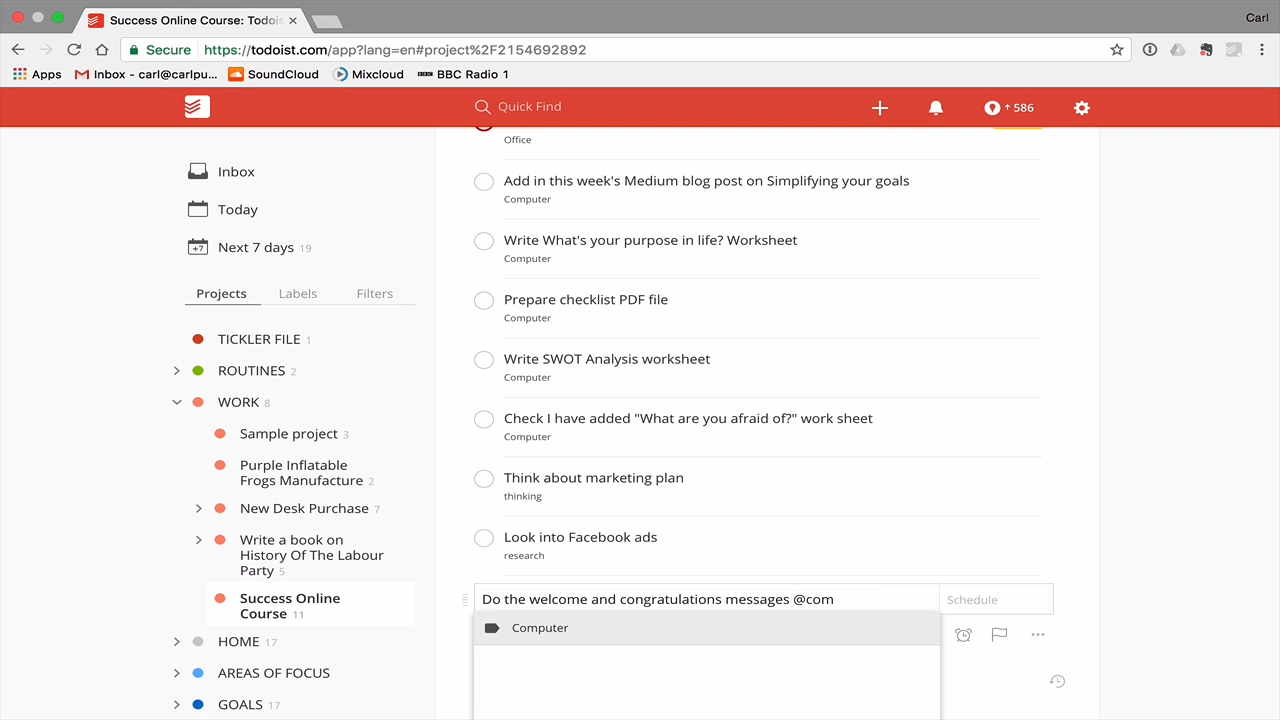 Success Online Course: Todois
Carl
Secure
https://todoist.com/app?lang=en#project%2F2154692892
Apps
Inbox - carl@carlpu...
SoundCloud
Mixcloud
BBC Radio 1
Quick Find
586
Inbox
Today
+7
Next 7 days 19
Projects
Labels
Filters
TICKLER FILE 1
ROUTINES 2
WORK 8
Sample project 3
Purple Inflatable
Frogs Manufacture 2
New Desk Purchase 7
Write a book on
History Of The Labour
Party 5
Success Online
Course 11
HOME 17
AREAS OF FOCUS
GOALS 17
Office
Add in this week's Medium blog post on Simplifying your goals
Computer
Write What's your purpose in life? Worksheet
Computer
Prepare checklist PDF file
Computer
Write SWOT Analysis worksheet
Computer
Check I have added "What are you afraid of?" work sheet
Computer
Think about marketing plan
thinking
Look into Facebook ads
research
Do the welcome and congratulations messages @com
Schedule
Computer